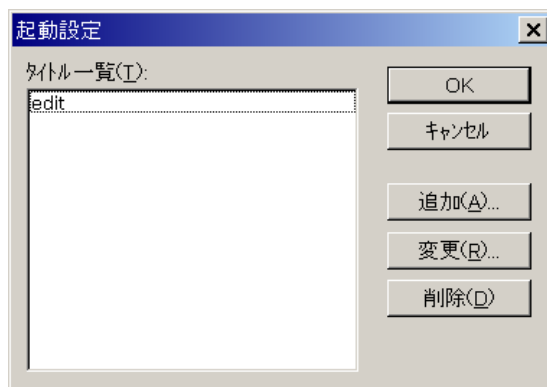 起動設定
ﾀｲﾄﾙ一覧(T):
edit
OK
ｷｬﾝｾﾙ
追加(A)...
変更(R)...
削除(D)